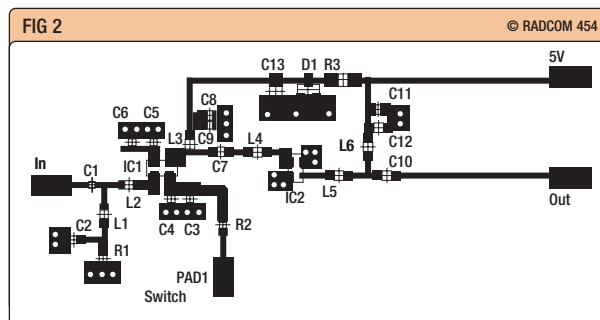 FIG 2
© RADCOM 454
C13
D1
R3
5V
C6
C5
C8
C11
L3
C9
L4
C12
In
C1
IC1
C7
L6
C10
L2
IC2
L5
C2
L1
C4
C3
R2
Out
R1
PAD1
Switch